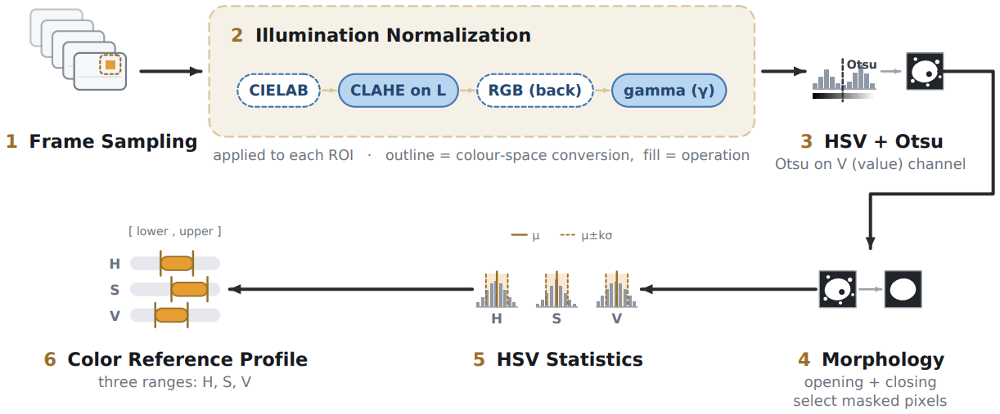 2 Illumination Normalization
CIELAB
CLAHE on L
RGB (back)
gamma (γ)
Otsu
1 Frame Sampling
applied to each ROI · outline = colour-space conversion, fill = operation
3 HSV + Otsu
Otsu on V (value) channel
[ lower , upper ]
H
S
V
μ
μ±kσ
H
S
V
6 Color Reference Profile
three ranges: H, S, V
5 HSV Statistics
4 Morphology
opening + closing
select masked pixels